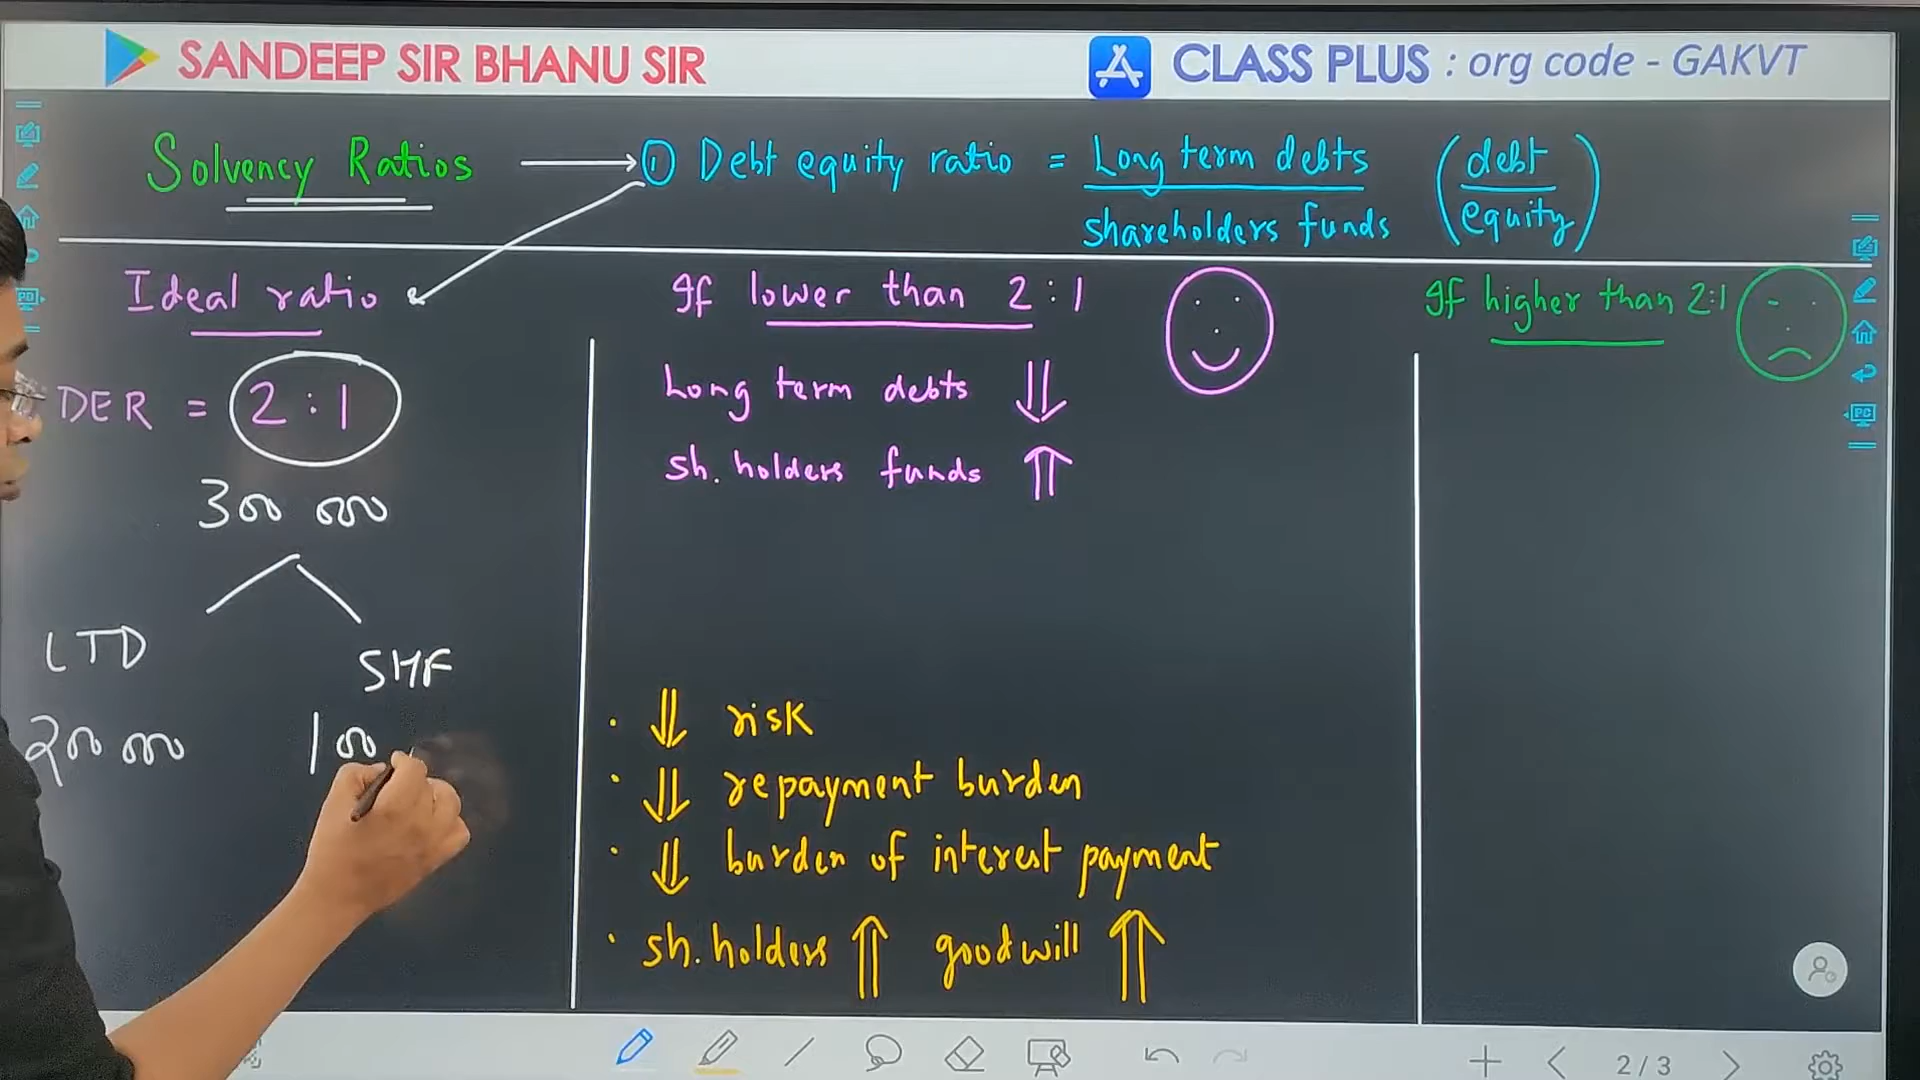 SANDEEP SIR BHANU SIR
CLASS PLUS : org code - GAKVT
Solvency Ratios
① Debt equity ratio = Long term debts
shareholders funds
(debt
equity)
Ideal ratio
DER = 2 : 1
300 000
LTD
SHF
200 000
100
If lower than 2 : 1
Long term debts
sh. holders funds
· risk
· repayment burden
· burden of interest payment
· sh. holders goodwill
If higher than 2:1
2 / 3